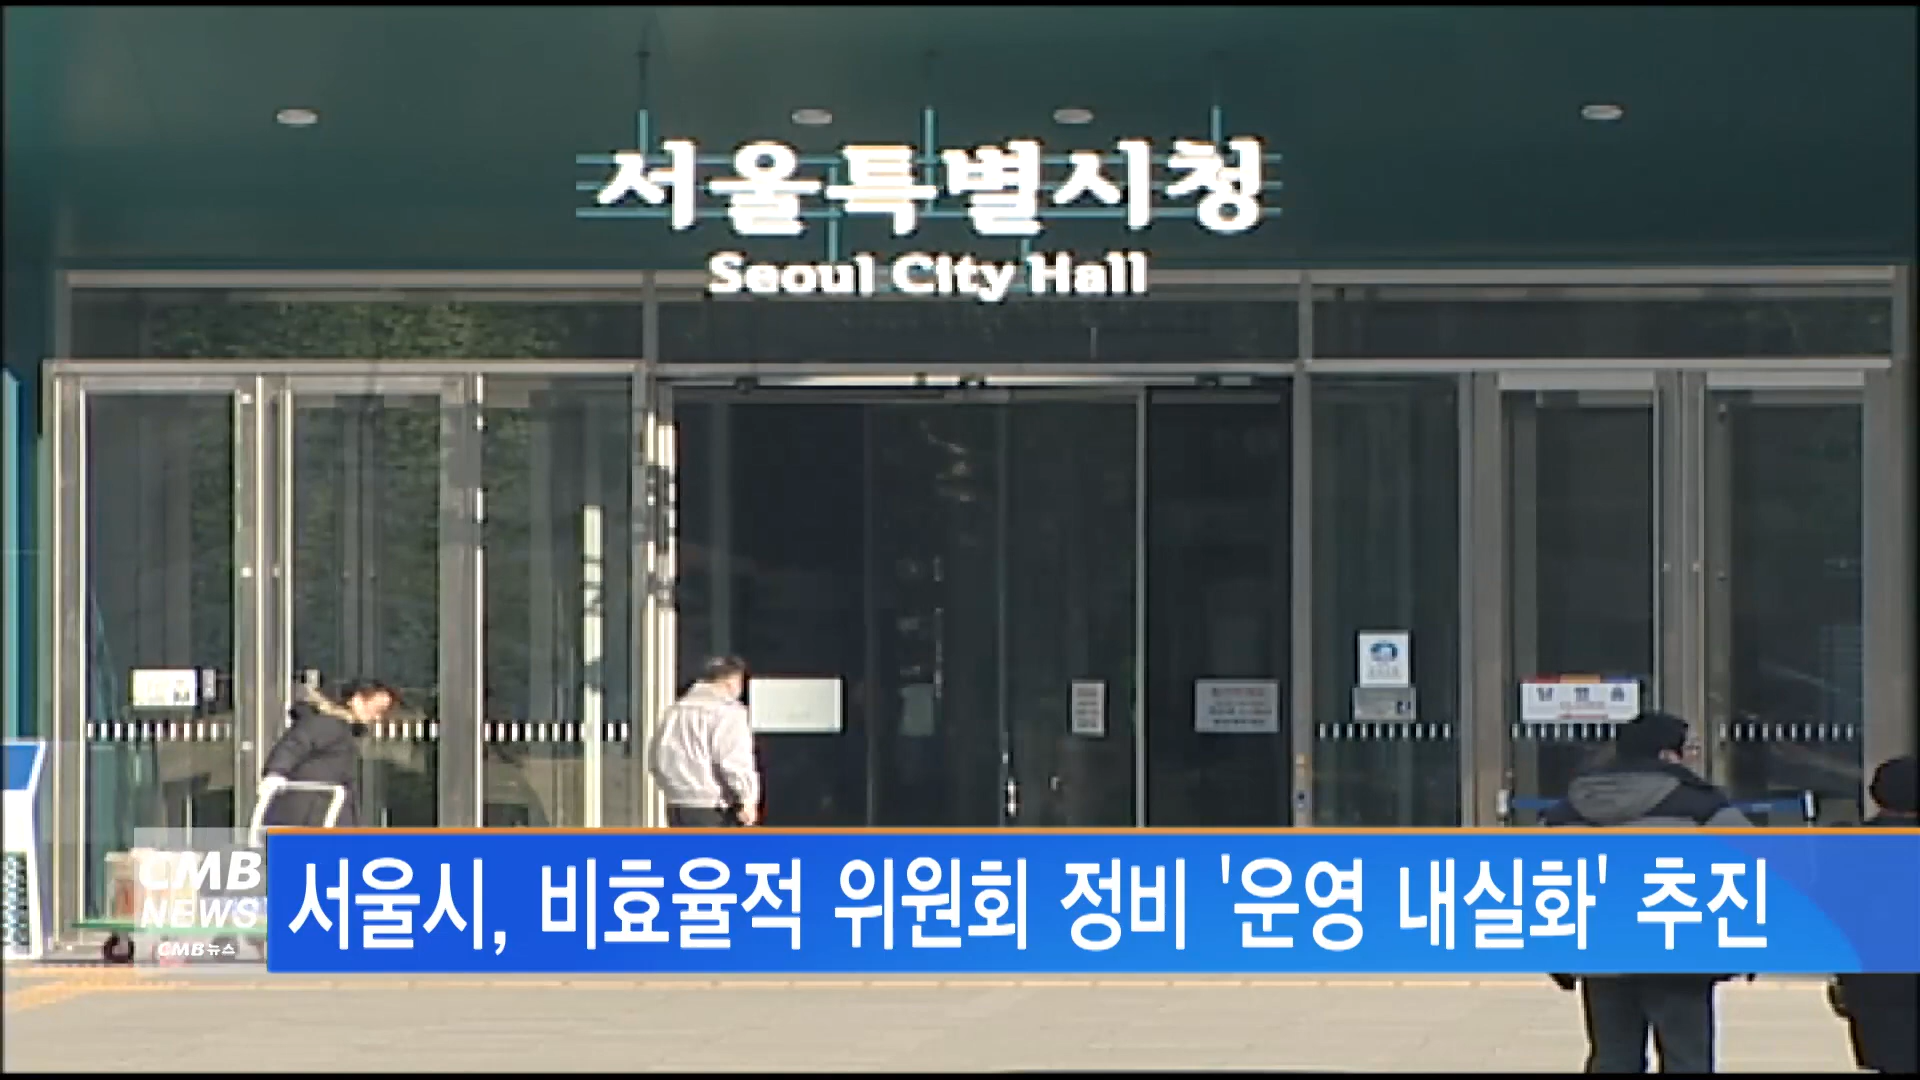 서울특별시청
Seoul City Hall
CMB
NEWS
CMB뉴스
서울시, 비효율적 위원회 정비 '운영 내실화' 추진